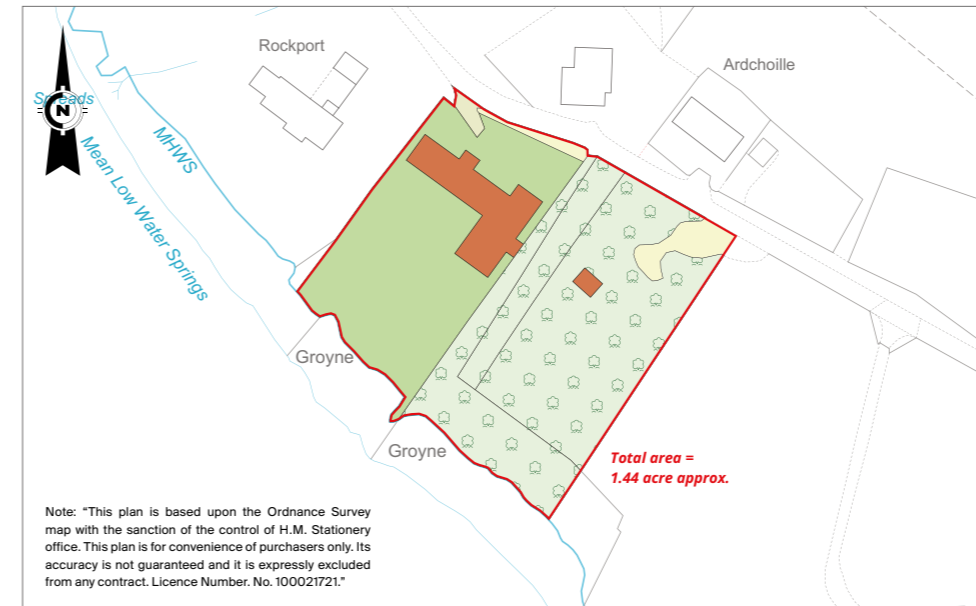 Rockport
Ardchoille
Spreads
N
MHWS
Mean Low Water Springs
Groyne
Groyne
Total area =
1.44 acre approx.
Note: “This plan is based upon the Ordnance Survey
map with the sanction of the control of H.M. Stationery
office. This plan is for convenience of purchasers only. Its
accuracy is not guaranteed and it is expressly excluded
from any contract. Licence Number. No. 100021721.”